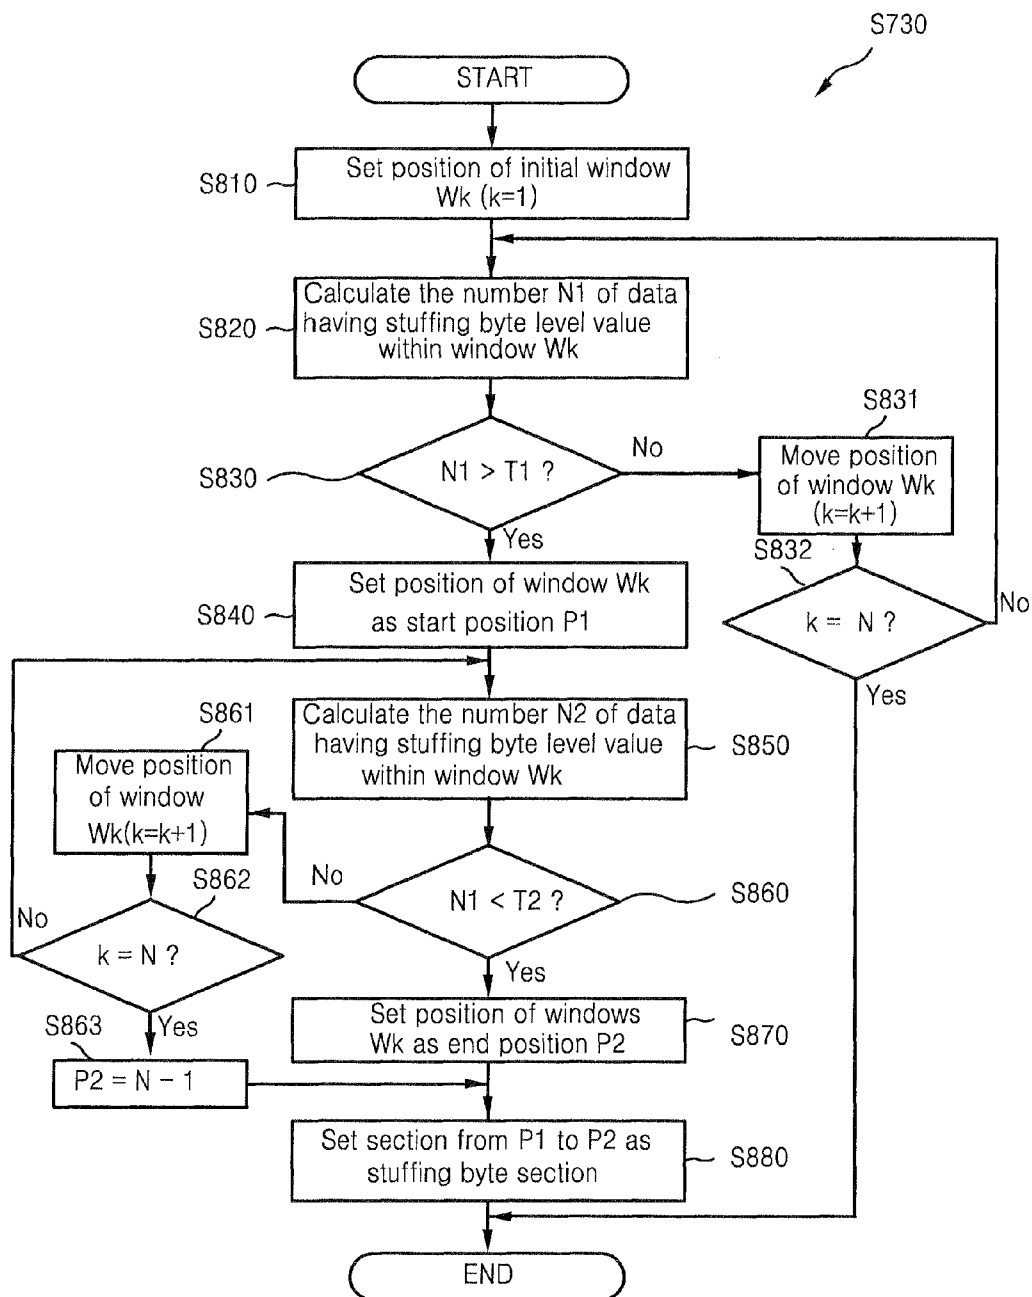 S730
START
S810
Set position of initial window
Wk (k=1)
S820
Calculate the number N1 of data
having stuffing byte level value
within window Wk
S830
N1 > T1 ?
No
Yes
S831
Move position
of window Wk
(k=k+1)
S832
k = N ?
No
Yes
S840
Set position of window Wk
as start position P1
S850
Calculate the number N2 of data
having stuffing byte level value
within window Wk
S861
Move position
of window
Wk(k=k+1)
S860
N1 < T2 ?
No
Yes
S862
k = N ?
No
Yes
S863
P2 = N - 1
S870
Set position of windows
Wk as end position P2
S880
Set section from P1 to P2 as
stuffing byte section
END